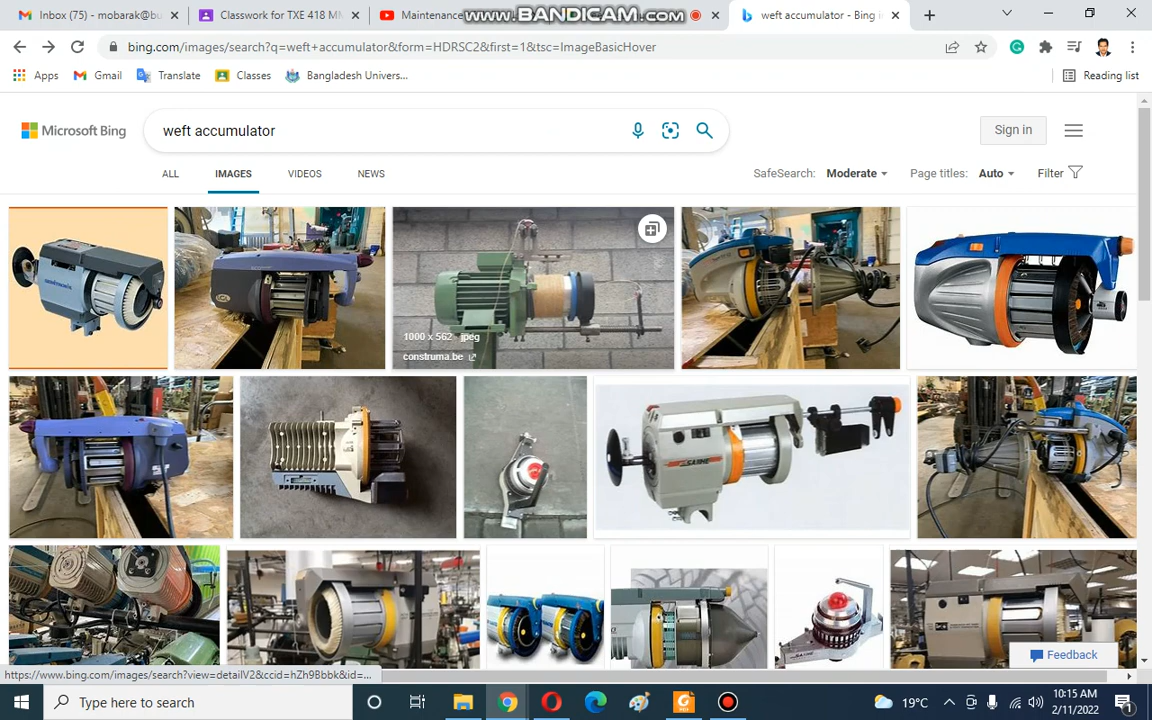 Inbox (75) - mobarak@bu
Classwork for TXE 418 MM
Maintenance
www.BANDICAM.com
weft accumulator - Bing i
bing.com/images/search?q=weft+accumulator&form=HDRSC2&first=1&tsc=ImageBasicHover
Apps
Gmail
Translate
Classes
Bangladesh Univers...
Reading list
Microsoft Bing
weft accumulator
Sign in
ALL
IMAGES
VIDEOS
NEWS
SafeSearch: Moderate
Page titles: Auto
Filter
1000 x 562 jpeg
construma.be
Feedback
https://www.bing.com/images/search?view=detailV2&ccid=hZh9Bbbk&id=...
Type here to search
19°C
10:15 AM
2/11/2022
1